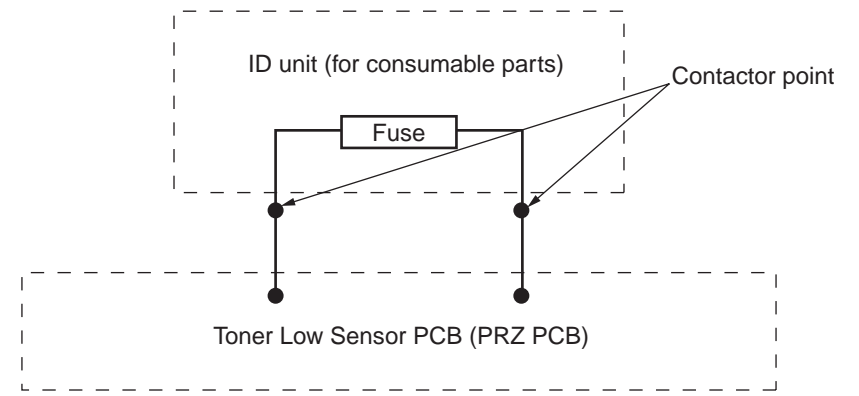 ID unit (for consumable parts)
Contactor point
Fuse
Toner Low Sensor PCB (PRZ PCB)